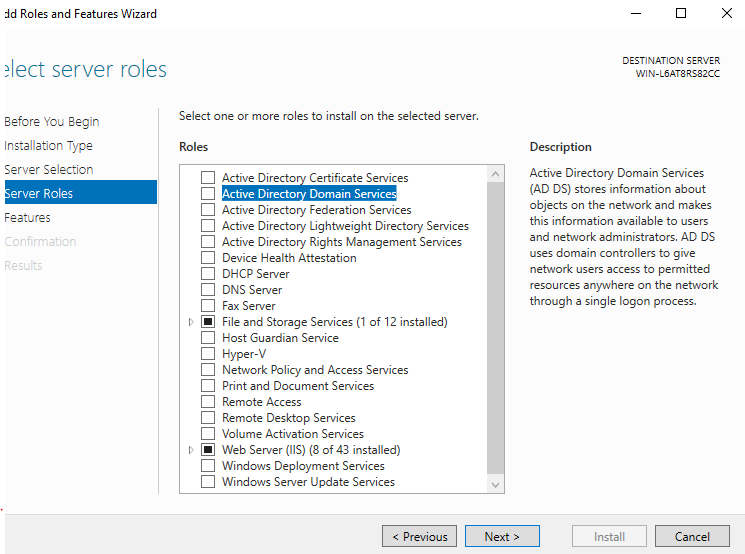 dd Roles and Features Wizard
elect server roles
DESTINATION SERVER
WIN-L6AT8RS82CC
Before You Begin
Installation Type
Server Selection
Server Roles
Features
Confirmation
Results
Select one or more roles to install on the selected server.
Roles
Active Directory Certificate Services
Active Directory Domain Services
Active Directory Federation Services
Active Directory Lightweight Directory Services
Active Directory Rights Management Services
Device Health Attestation
DHCP Server
DNS Server
Fax Server
File and Storage Services (1 of 12 installed)
Host Guardian Service
Hyper-V
Network Policy and Access Services
Print and Document Services
Remote Access
Remote Desktop Services
Volume Activation Services
Web Server (IIS) (8 of 43 installed)
Windows Deployment Services
Windows Server Update Services
Description
Active Directory Domain Services
(AD DS) stores information about
objects on the network and makes
this information available to users
and network administrators. AD DS
uses domain controllers to give
network users access to permitted
resources anywhere on the network
through a single logon process.
< Previous
Next >
Install
Cancel